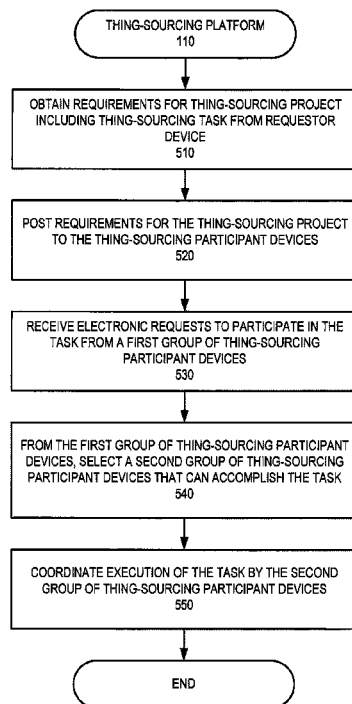 THING-SOURCING PLATFORM
110
OBTAIN REQUIREMENTS FOR THING-SOURCING PROJECT
INCLUDING THING-SOURCING TASK FROM REQUESTOR
DEVICE
510
POST REQUIREMENTS FOR THE THING-SOURCING PROJECT
TO THE THING-SOURCING PARTICIPANT DEVICES
520
RECEIVE ELECTRONIC REQUESTS TO PARTICIPATE IN THE
TASK FROM A FIRST GROUP OF THING-SOURCING
PARTICIPANT DEVICES
530
FROM THE FIRST GROUP OF THING-SOURCING PARTICIPANT
DEVICES, SELECT A SECOND GROUP OF THING-SOURCING
PARTICIPANT DEVICES THAT CAN ACCOMPLISH THE TASK
540
COORDINATE EXECUTION OF THE TASK BY THE SECOND
GROUP OF THING-SOURCING PARTICIPANT DEVICES
550
END